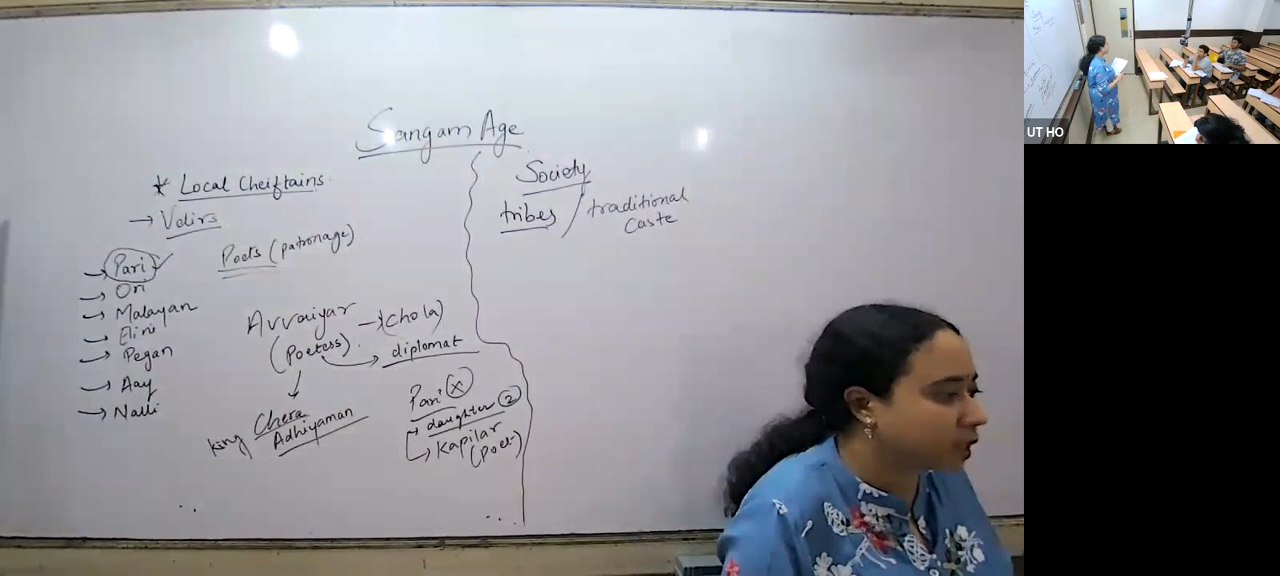 Sangam Age
* Local Cheiftains
→ Velirs
→ Pari ✓
→ Ori
→ Malayan
→ Elini
→ Pegan
→ Aay
→ Nalli
Poets (patronage)
Avvaiyar - (Chola)
(Poetess) → diplomat
king Chera
Adhiyaman
Pari (x)
→ daughter (2)
→ Kapilar
(Poet)
Society
tribes / traditional
caste
UT HO